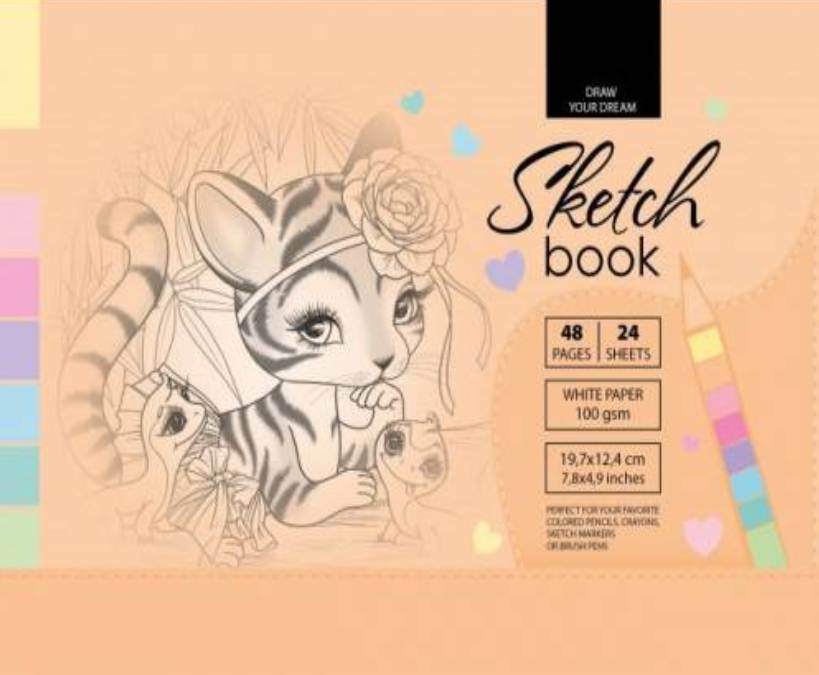 DRAW
YOUR DREAM
Sketch
book
48 24
PAGES SHEETS
WHITE PAPER
100 gsm
19,7x12,4 cm
7,8x4,9 inches
PERFECT FOR YOUR FAVORITE
COLORED PENCILS, CRAYONS,
SKETCH MARKERS
OR BRUSH PENS